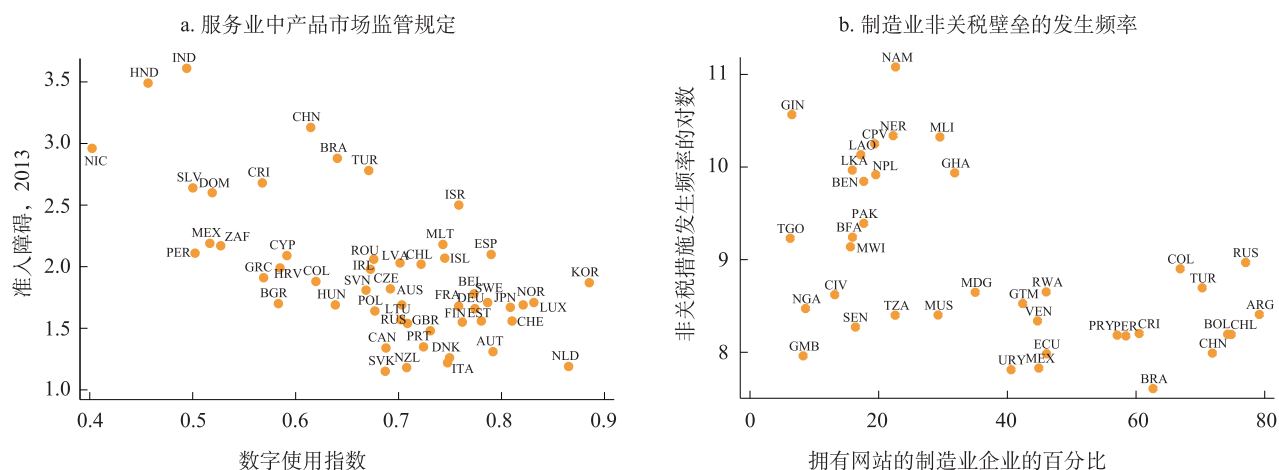 a. 服务业中产品市场监管规定
准入障碍，2013
3.5
3.0
2.5
2.0
1.5
1.0
IND
HND
CHN
BRA
NIC
TUR
CRI
SLV
DOM
ISR
MEX
ZAF
PER
CYP
MLT
ESP
ROU
LVA
CHL
ISL
IRL
GRC
HRV
COL
KOR
SVN
CZE
BEL
SWE
BGR
HUN
AUS
FRA
DEU
JPN
NOR
POL
LTU
LUX
RUS
GBR
FIN
EST
CHE
CAN
PRT
AUT
DNK
SVK
NZL
ITA
NLD
0.4
0.5
0.6
0.7
0.8
0.9
数字使用指数
b. 制造业非关税壁垒的发生频率
非关税措施发生频率的对数
11
10
9
8
NAM
GIN
NER
MLI
CPV
LAO
LKA
NPL
GHA
BEN
PAK
TGO
BFA
MWI
RUS
COL
TUR
CIV
MDG
RWA
NGA
GTM
SEN
TZA
MUS
VEN
ARG
PRY
PER
CRI
BOL
CHL
GMB
ECU
CHN
URY
MEX
BRA
0
20
40
60
80
拥有网站的制造业企业的百分比